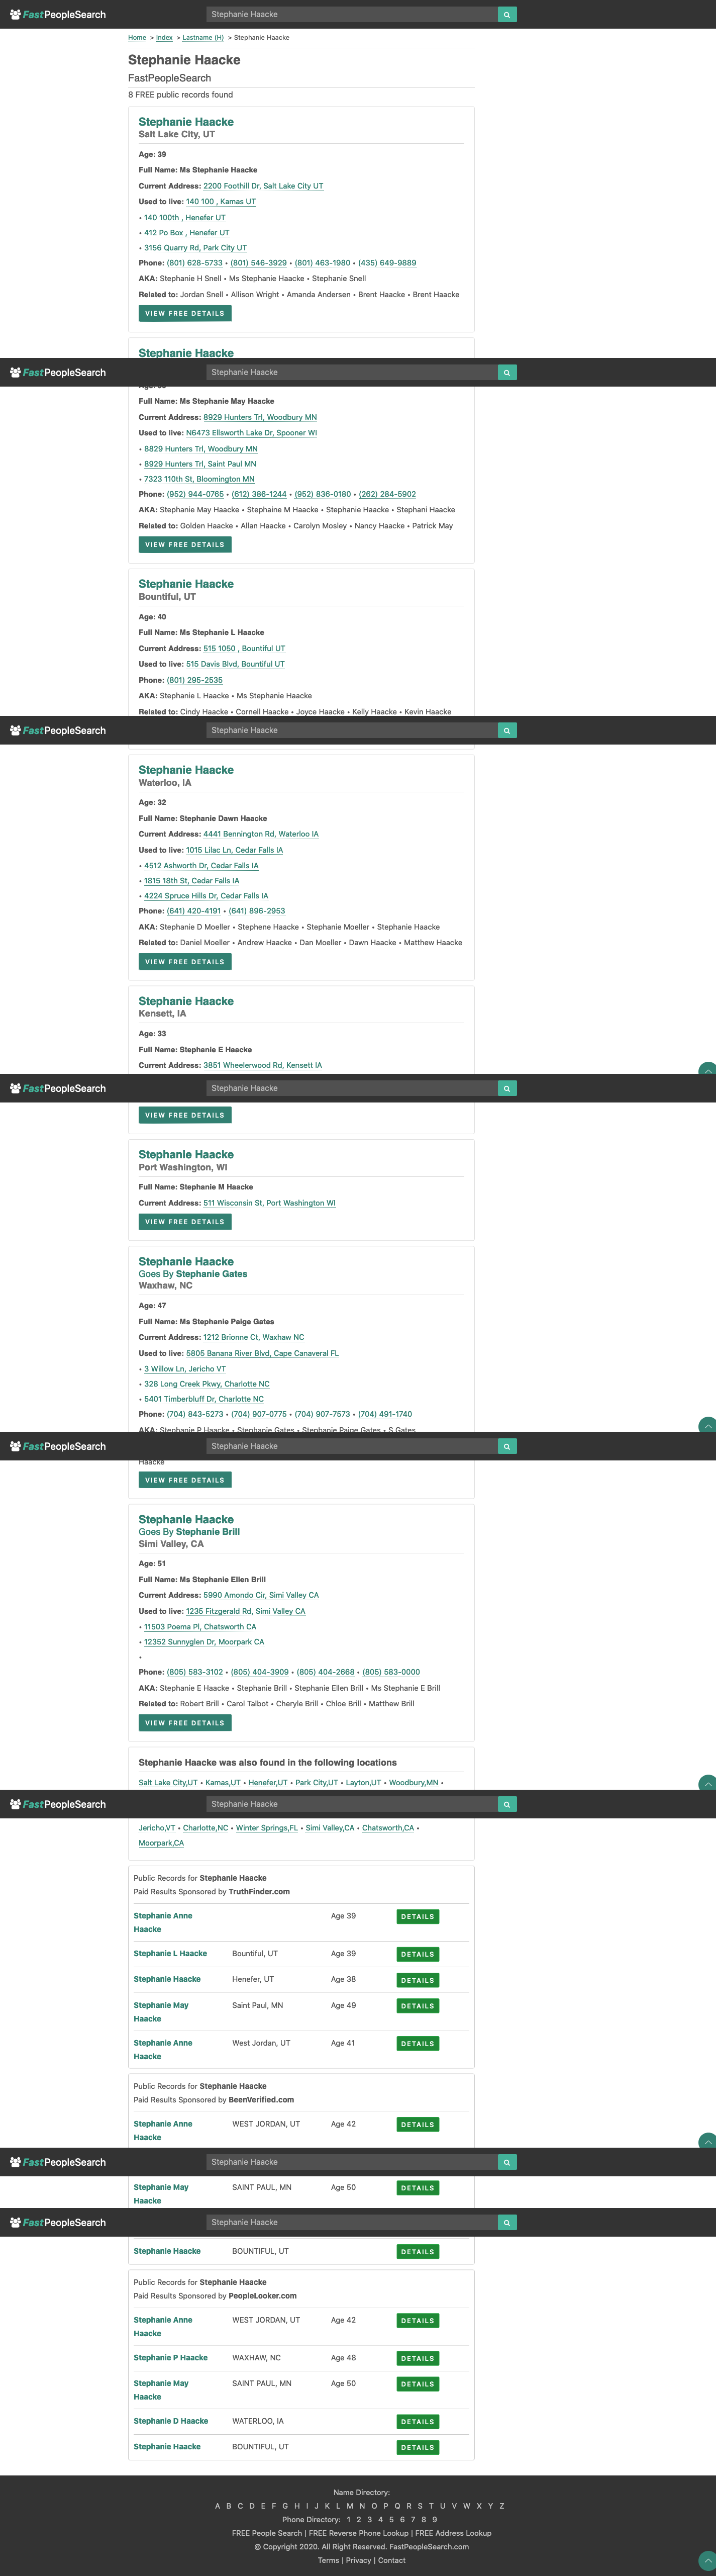 FastPeopleSearch Stephanie Haacke
Home > Index > Lastname (H) > Stephanie Haacke
Stephanie Haacke
FastPeopleSearch
8 FREE public records found
Stephanie Haacke
Salt Lake City, UT
Age: 39
Full Name: Ms Stephanie Haacke
Current Address: 2200 Foothill Dr, Salt Lake City UT
Used to live: 140 100 , Kamas UT
• 140 100th , Henefer UT
• 412 Po Box , Henefer UT
• 3156 Quarry Rd, Park City UT
Phone: (801) 628-5733 • (801) 546-3929 • (801) 463-1980 • (435) 649-9889
AKA: Stephanie H Snell • Ms Stephanie Haacke • Stephanie Snell
Related to: Jordan Snell • Allison Wright • Amanda Andersen • Brent Haacke • Brent Haacke
VIEW FREE DETAILS
Stephanie Haacke
FastPeopleSearch Stephanie Haacke
Full Name: Ms Stephanie May Haacke
Current Address: 8929 Hunters Trl, Woodbury MN
Used to live: N6473 Ellsworth Lake Dr, Spooner WI
• 8829 Hunters Trl, Woodbury MN
• 8929 Hunters Trl, Saint Paul MN
• 7323 110th St, Bloomington MN
Phone: (952) 944-0765 • (612) 386-1244 • (952) 836-0180 • (262) 284-5902
AKA: Stephanie May Haacke • Stephaine M Haacke • Stephanie Haacke • Stephani Haacke
Related to: Golden Haacke • Allan Haacke • Carolyn Mosley • Nancy Haacke • Patrick May
VIEW FREE DETAILS
Stephanie Haacke
Bountiful, UT
Age: 40
Full Name: Ms Stephanie L Haacke
Current Address: 515 1050 , Bountiful UT
Used to live: 515 Davis Blvd, Bountiful UT
Phone: (801) 295-2535
AKA: Stephanie L Haacke • Ms Stephanie Haacke
Related to: Cindy Haacke • Cornell Haacke • Joyce Haacke • Kelly Haacke • Kevin Haacke
FastPeopleSearch Stephanie Haacke
Stephanie Haacke
Waterloo, IA
Age: 32
Full Name: Stephanie Dawn Haacke
Current Address: 4441 Bennington Rd, Waterloo IA
Used to live: 1015 Lilac Ln, Cedar Falls IA
• 4512 Ashworth Dr, Cedar Falls IA
• 1815 18th St, Cedar Falls IA
• 4224 Spruce Hills Dr, Cedar Falls IA
Phone: (641) 420-4191 • (641) 896-2953
AKA: Stephanie D Moeller • Stephene Haacke • Stephanie Moeller • Stephanie Haacke
Related to: Daniel Moeller • Andrew Haacke • Dan Moeller • Dawn Haacke • Matthew Haacke
VIEW FREE DETAILS
Stephanie Haacke
Kensett, IA
Age: 33
Full Name: Stephanie E Haacke
Current Address: 3851 Wheelerwood Rd, Kensett IA
FastPeopleSearch Stephanie Haacke
VIEW FREE DETAILS
Stephanie Haacke
Port Washington, WI
Full Name: Stephanie M Haacke
Current Address: 511 Wisconsin St, Port Washington WI
VIEW FREE DETAILS
Stephanie Haacke
Goes By Stephanie Gates
Waxhaw, NC
Age: 47
Full Name: Ms Stephanie Paige Gates
Current Address: 1212 Brionne Ct, Waxhaw NC
Used to live: 5805 Banana River Blvd, Cape Canaveral FL
• 3 Willow Ln, Jericho VT
• 328 Long Creek Pkwy, Charlotte NC
• 5401 Timberbluff Dr, Charlotte NC
Phone: (704) 843-5273 • (704) 907-0775 • (704) 907-7573 • (704) 491-1740
AKA: Stephanie P Haacke • Stephanie Gates • Stephanie Paige Gates • S Gates
FastPeopleSearch Stephanie Haacke
Haacke
VIEW FREE DETAILS
Stephanie Haacke
Goes By Stephanie Brill
Simi Valley, CA
Age: 51
Full Name: Ms Stephanie Ellen Brill
Current Address: 5990 Amondo Cir, Simi Valley CA
Used to live: 1235 Fitzgerald Rd, Simi Valley CA
• 11503 Poema Pl, Chatsworth CA
• 12352 Sunnyglen Dr, Moorpark CA
•
Phone: (805) 583-3102 • (805) 404-3909 • (805) 404-2668 • (805) 583-0000
AKA: Stephanie E Haacke • Stephanie Brill • Stephanie Ellen Brill • Ms Stephanie E Brill
Related to: Robert Brill • Carol Talbot • Cheryle Brill • Chloe Brill • Matthew Brill
VIEW FREE DETAILS
Stephanie Haacke was also found in the following locations
Salt Lake City,UT • Kamas,UT • Henefer,UT • Park City,UT • Layton,UT • Woodbury,MN •
FastPeopleSearch Stephanie Haacke
Jericho,VT • Charlotte,NC • Winter Springs,FL • Simi Valley,CA • Chatsworth,CA •
Moorpark,CA
Public Records for Stephanie Haacke
Paid Results Sponsored by TruthFinder.com
Stephanie Anne Age 39 DETAILS
Haacke
Stephanie L Haacke Bountiful, UT Age 39 DETAILS
Stephanie Haacke Henefer, UT Age 38 DETAILS
Stephanie May Saint Paul, MN Age 49 DETAILS
Haacke
Stephanie Anne West Jordan, UT Age 41 DETAILS
Haacke
Public Records for Stephanie Haacke
Paid Results Sponsored by BeenVerified.com
Stephanie Anne WEST JORDAN, UT Age 42 DETAILS
Haacke
FastPeopleSearch Stephanie Haacke
Stephanie May SAINT PAUL, MN Age 50 DETAILS
Haacke
FastPeopleSearch Stephanie Haacke
Stephanie Haacke BOUNTIFUL, UT DETAILS
Public Records for Stephanie Haacke
Paid Results Sponsored by PeopleLooker.com
Stephanie Anne WEST JORDAN, UT Age 42 DETAILS
Haacke
Stephanie P Haacke WAXHAW, NC Age 48 DETAILS
Stephanie May SAINT PAUL, MN Age 50 DETAILS
Haacke
Stephanie D Haacke WATERLOO, IA DETAILS
Stephanie Haacke BOUNTIFUL, UT DETAILS
Name Directory:
A B C D E F G H I J K L M N O P Q R S T U V W X Y Z
Phone Directory: 1 2 3 4 5 6 7 8 9
FREE People Search | FREE Reverse Phone Lookup | FREE Address Lookup
© Copyright 2020. All Right Reserved. FastPeopleSearch.com
Terms | Privacy | Contact